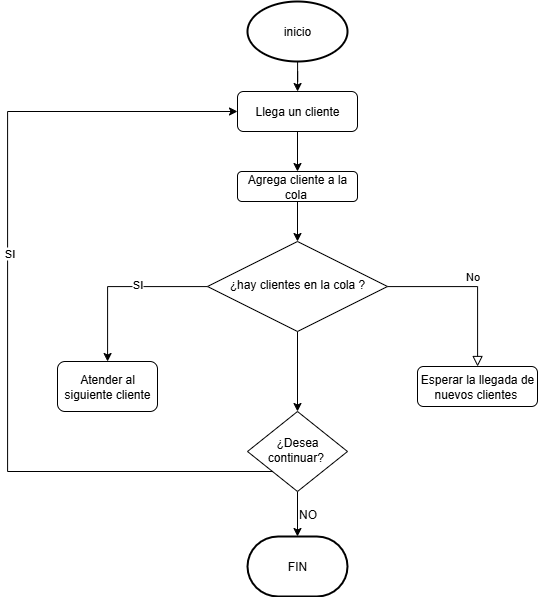 inicio
Llega un cliente
Agrega cliente a la
cola
SI
¿hay clientes en la cola ?
SI
No
Atender al
siguiente cliente
Esperar la llegada de
nuevos clientes
¿Desea
continuar?
NO
FIN